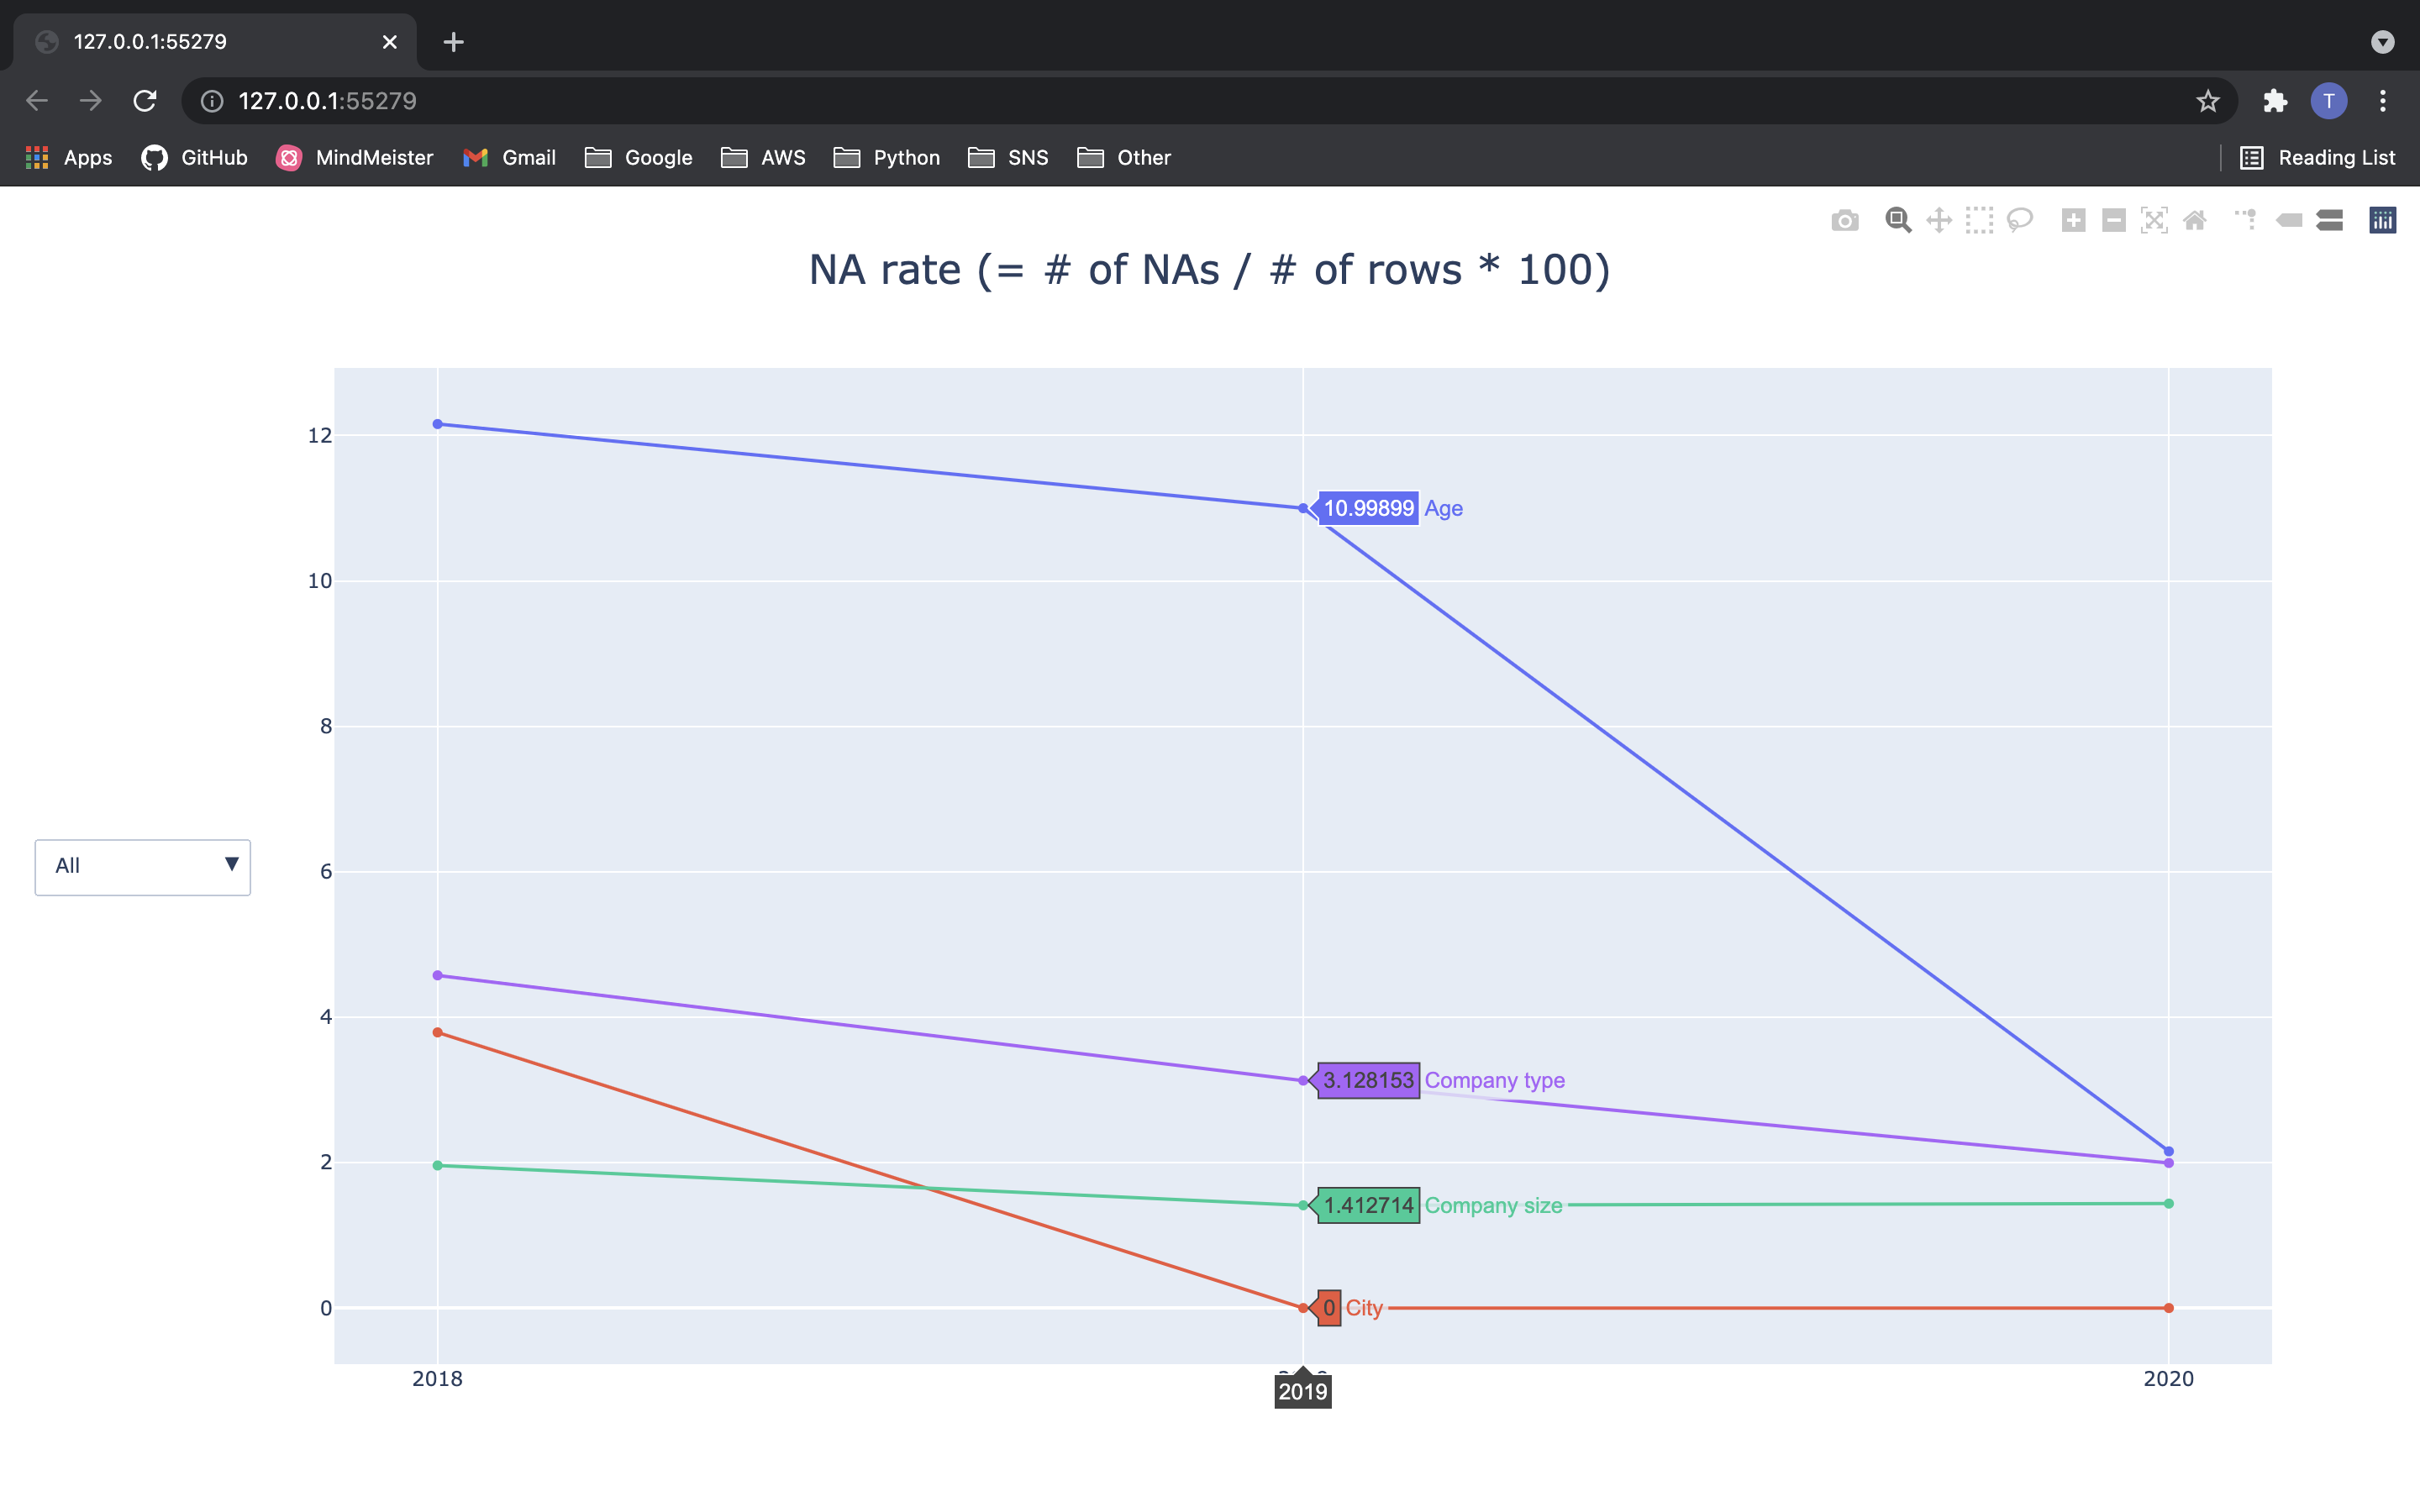 127.0.0.1:55279
127.0.0.1:55279
T
Apps GitHub MindMeister Gmail Google AWS Python SNS Other Reading List
NA rate (= # of NAs / # of rows * 100)
12
10.99899 Age
10
8
All
6
4
3.128153 Company type
2
1.412714 Company size
0
0 City
2018
2019
2020